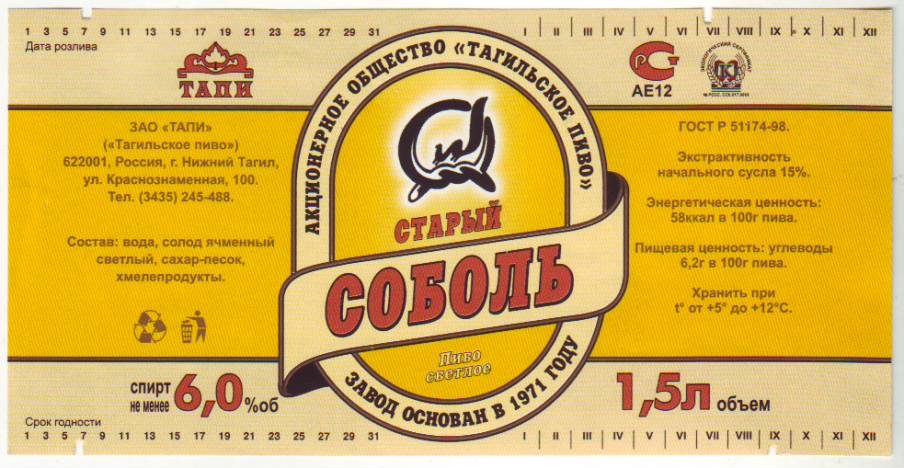 1 3 5 7 9 11 13 15 17 19 21 23 25 27 29 31
I II III IV V VI VII VIII IX X XI XII
Дата розлива
ТАПИ
ЗАО «ТАПИ»
(«Тагильское пиво»)
622001, Россия, г. Нижний Тагил,
ул. Краснознаменная, 100.
Тел. (3435) 245-488.
Состав: вода, солод ячменный
светлый, сахар-песок,
хмелепродукты.
спирт
не менее 6,0 %об
Срок годности
1 3 5 7 9 11 13 15 17 19 21 23 25 27 29 31
АКЦИОНЕРНОЕ ОБЩЕСТВО «ТАГИЛЬСКОЕ ПИВО»
СТАРЫЙ
СОБОЛЬ
Пиво
светлое
ЗАВОД ОСНОВАН В 1971 ГОДУ
АЕ12
ЭКОЛОГИЧЕСКИЙ СЕРТИФИКАТ
ГОСТ Р 51174-98.
Экстрактивность
начального сусла 15%.
Энергетическая ценность:
58ккал в 100г пива.
Пищевая ценность: углеводы
6,2г в 100г пива.
Хранить при
t° от +5° до +12°С.
1,5л объем
I II III IV V VI VII VIII IX X XI XII